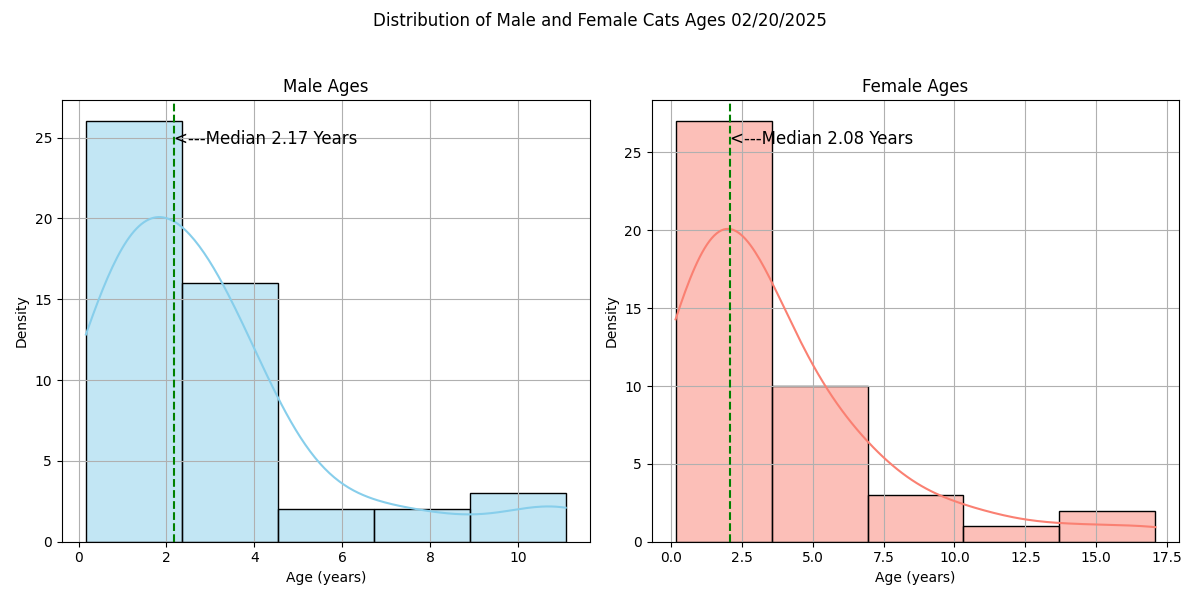 Distribution of Male and Female Cats Ages 02/20/2025
Male Ages
<---Median 2.17 Years
Density
25
20
15
10
5
0
0 2 4 6 8 10
Age (years)
Female Ages
<---Median 2.08 Years
Density
25
20
15
10
5
0
0.0 2.5 5.0 7.5 10.0 12.5 15.0 17.5
Age (years)